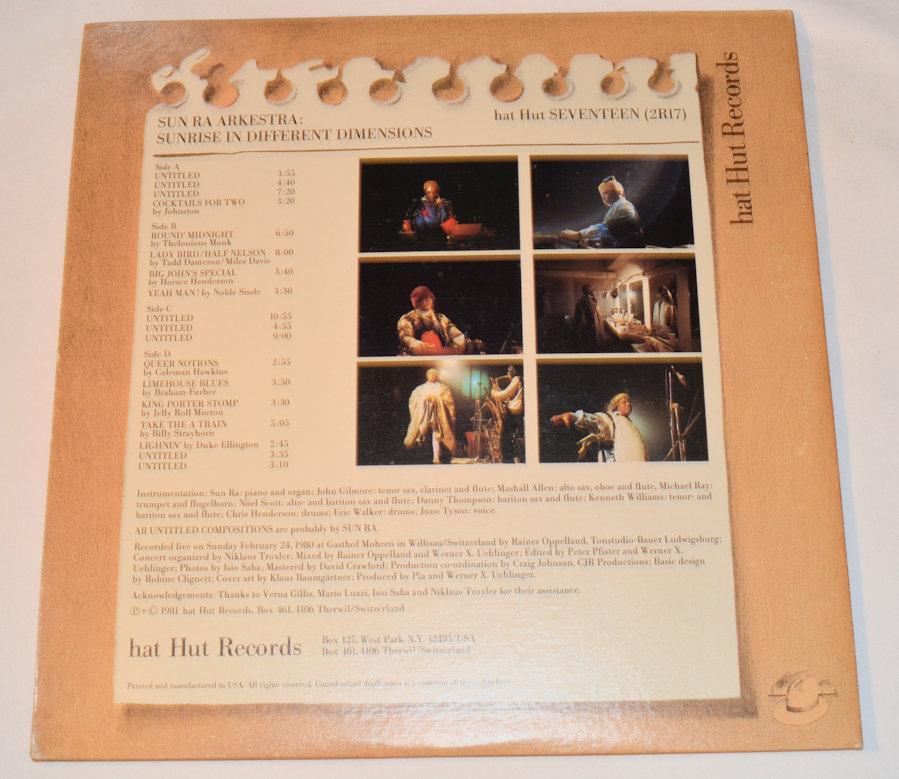 SUN RA ARKESTRA:
SUNRISE IN DIFFERENT DIMENSIONS
hat Hut SEVENTEEN (2R17)
hat Hut Records
Side A
UNTITLED 3:55
UNTITLED 4:40
UNTITLED 7:20
COCKTAILS FOR TWO 3:20
by Johnston
Side B
ROUND' MIDNIGHT 6:50
by Thelonious Monk
LADY BIRD/HALF NELSON 8:00
by Tadd Dameron/Miles Davis
BIG JOHN'S SPECIAL 3:40
by Horace Henderson
YEAH MAN! by Noble Sissle 3:30
Side C
UNTITLED 10:55
UNTITLED 4:55
UNTITLED 9:00
Side D
QUEER NOTIONS 2:55
by Coleman Hawkins
LIMEHOUSE BLUES 3:50
by Braham-Furber
KING PORTER STOMP 3:30
by Jelly Roll Morton
TAKE THE A TRAIN 5:05
by Billy Strayhorn
LIGHNIN' by Duke Ellington 2:45
UNTITLED 3:35
UNTITLED 3:10
Instrumentation: Sun Ra: piano and organ; John Gilmore: tenor sax, clarinet and flute; Mashall Allen: alto sax, oboe and flute, Michael Ray:
trumpet and flugelhorn; Nöel Scott: alto- and bariton sax and flute; Danny Thompson: bariton sax and flute; Kenneth Williams: tenor- and
bariton sax and flute; Chris Henderson: drums; Eric Walker: drums; June Tyson: voice.
All UNTITLED COMPOSITIONS are probably by SUN RA.
Recorded live on Sunday February 24, 1980 at Gasthof Mohren in Willisau/Switzerland by Rainer Oppelland, Tonstudio-Bauer Ludwigsburg;
Concert organized by Niklaus Troxler; Mixed by Rainer Oppelland and Werner X. Uehlinger; Edited by Peter Pfister and Werner X.
Uehlinger; Photos by Isio Saba; Mastered by David Crawford; Production co-ordination by Craig Johnson, CJR Productions; Basic design
by Robine Clignett; Cover art by Klaus Baumgärtner; Produced by Pia and Werner X. Uehlinger.
Acknowledgements: Thanks to Verna Gillis, Mario Luzzi, Isio Saba and Niklaus Troxler for their assistance.
℗+© 1981 hat Hut Records, Box 461, 4106 Therwil/Switzerland
hat Hut Records
Box 127, West Park N.Y. 12493/USA
Box 461, 4106 Therwil/Switzerland
Printed and manufactured in USA. All rights reserved. Unauthorized duplication is a violation of applicable laws.